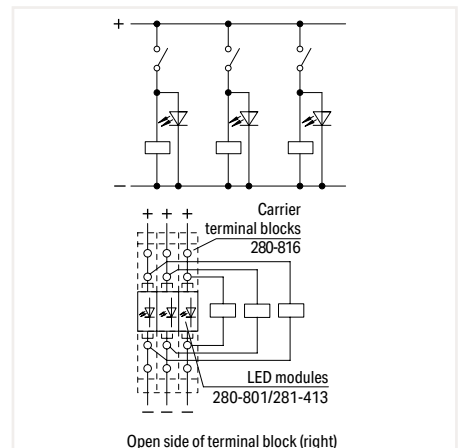 +
−
+ + +
Carrier
terminal blocks
280-816
LED modules
280-801/281-413
− − −
Open side of terminal block (right)